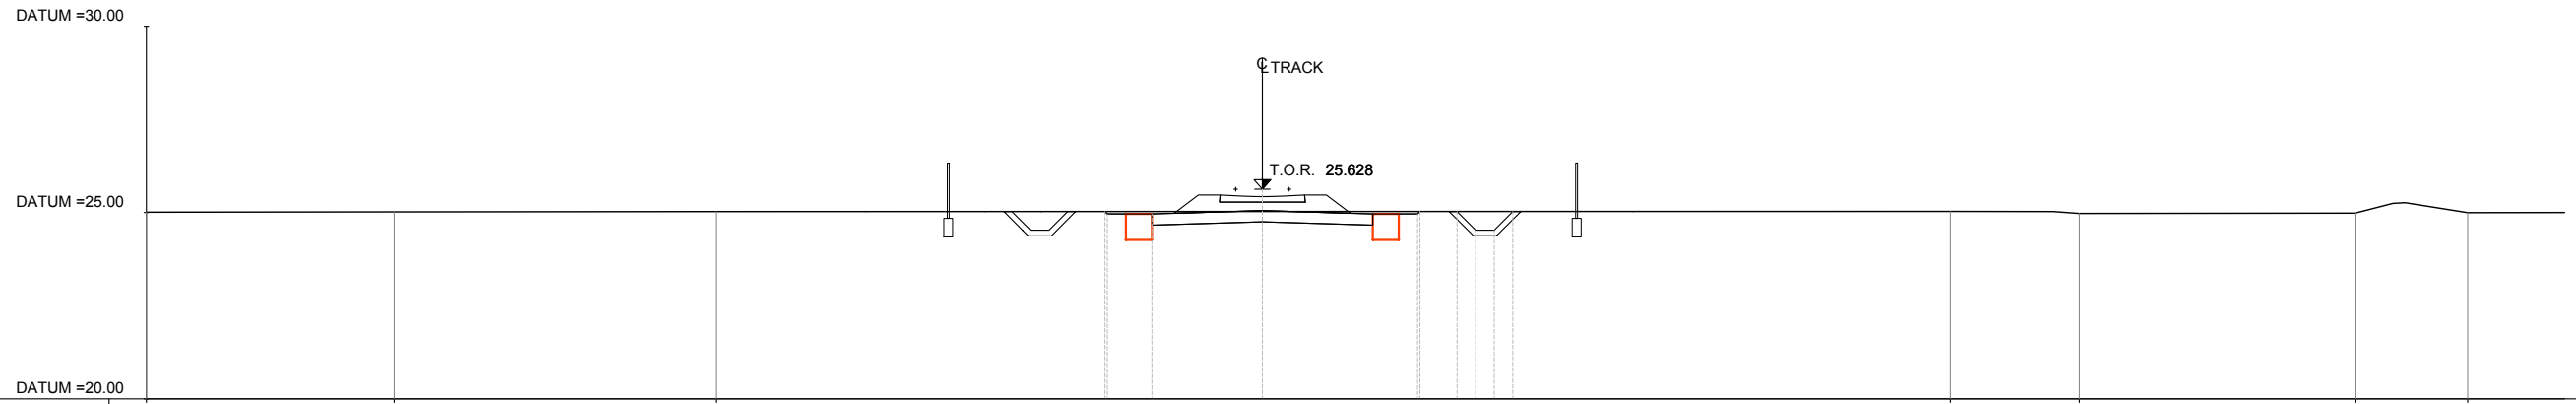 DATUM =30.00
℄ TRACK
T.O.R. 25.628
DATUM =25.00
DATUM =20.00